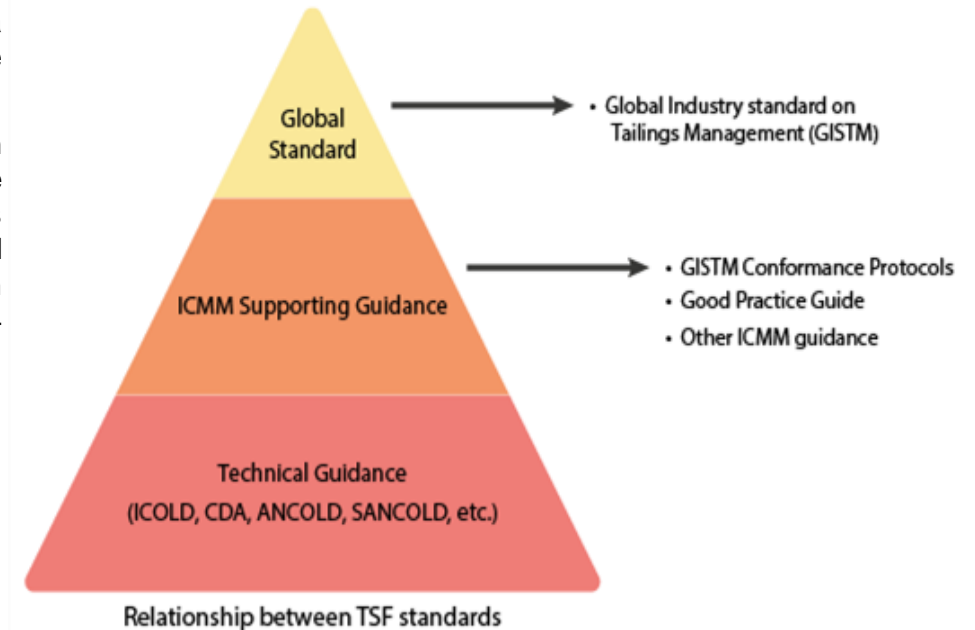 Global
Standard
• Global Industry standard on
Tailings Management (GISTM)
ICMM Supporting Guidance
• GISTM Conformance Protocols
• Good Practice Guide
• Other ICMM guidance
Technical Guidance
(ICOLD, CDA, ANCOLD, SANCOLD, etc.)
Relationship between TSF standards